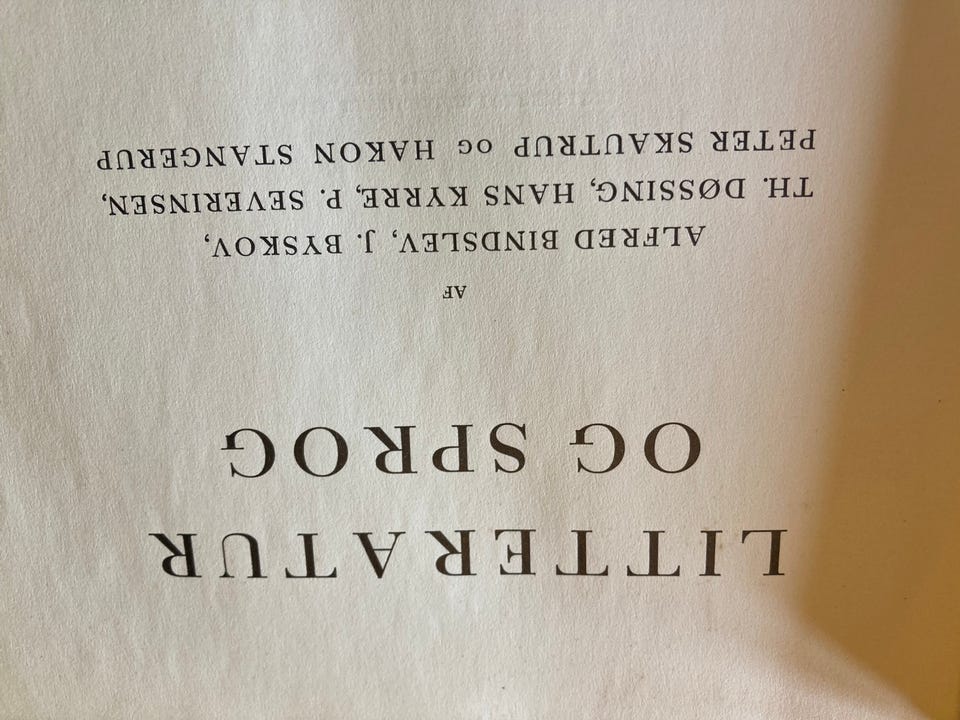 LITTERATUR
OG SPROG
AF
ALFRED BINDSLEV, J. BYSKOV,
TH. DØSSING, HANS KYRRE, P. SEVERINSEN,
PETER SKAUTRUP OG HAKON STANGERUP